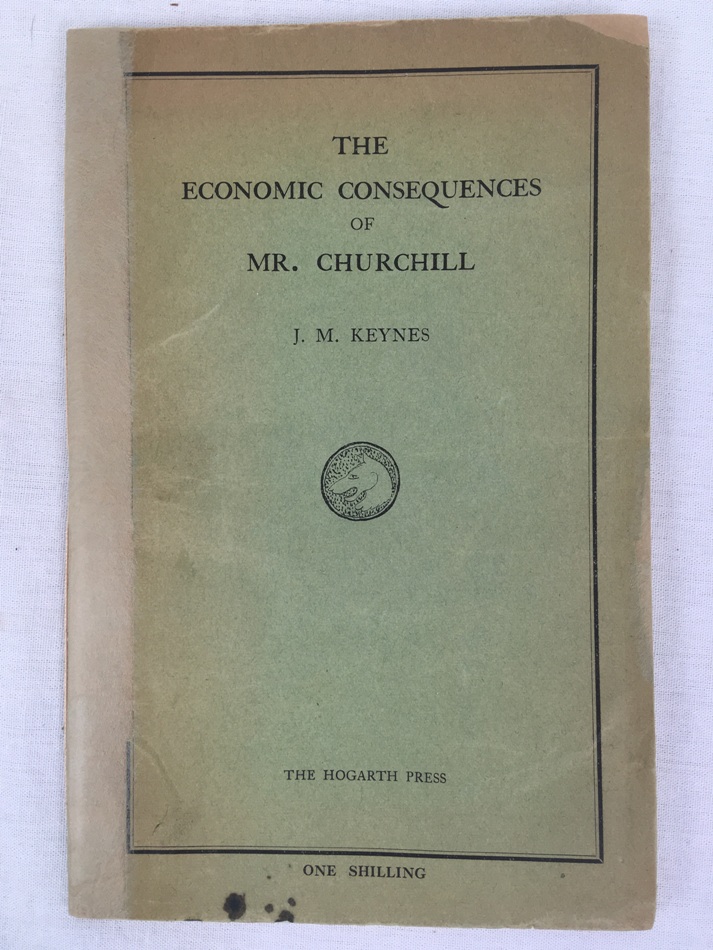 THE
ECONOMIC CONSEQUENCES
OF
MR. CHURCHILL
J. M. KEYNES
THE HOGARTH PRESS
ONE SHILLING